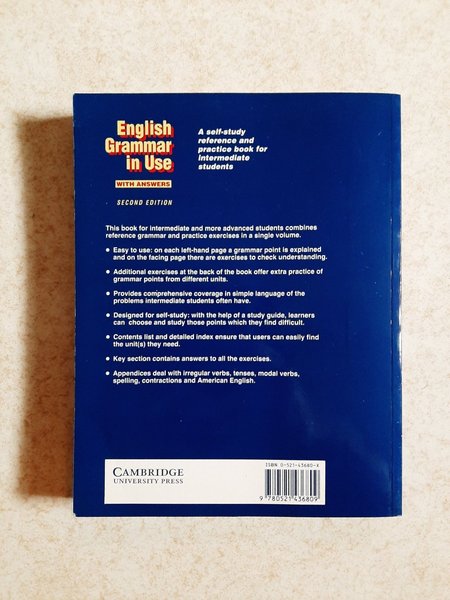 English
Grammar
in Use
WITH ANSWERS
SECOND EDITION
A self-study
reference and
practice book for
intermediate
students
This book for intermediate and more advanced students combines
reference grammar and practice exercises in a single volume.
• Easy to use: on each left-hand page a grammar point is explained
and on the facing page there are exercises to check understanding.
• Additional exercises at the back of the book offer extra practice of
grammar points from different units.
• Provides comprehensive coverage in simple language of the
problems intermediate students often have.
• Designed for self-study: with the help of a study guide, learners
can choose and study those points which they find difficult.
• Contents list and detailed index ensure that users can easily find
the unit(s) they need.
• Key section contains answers to all the exercises.
• Appendices deal with irregular verbs, tenses, modal verbs,
spelling, contractions and American English.
CAMBRIDGE
UNIVERSITY PRESS
ISBN 0-521-43680-X
9 780521 436809